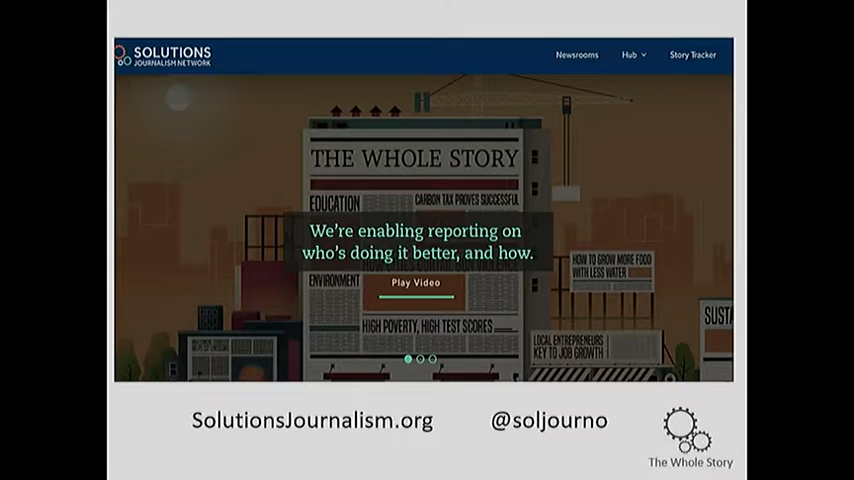 SOLUTIONS
JOURNALISM NETWORK
Newsrooms Hub Story Tracker
THE WHOLE STORY
EDUCATION
CARBON TAX PROVES SUCCESSFUL
We're enabling reporting on
who's doing it better, and how.
ENVIRONMENT
Play Video
HOW TO GROW MORE FOOD
WITH LESS WATER
HIGH POVERTY, HIGH TEST SCORES
LOCAL ENTREPRENEURS
KEY TO JOB GROWTH
SUSTA
SolutionsJournalism.org @soljourno
The Whole Story